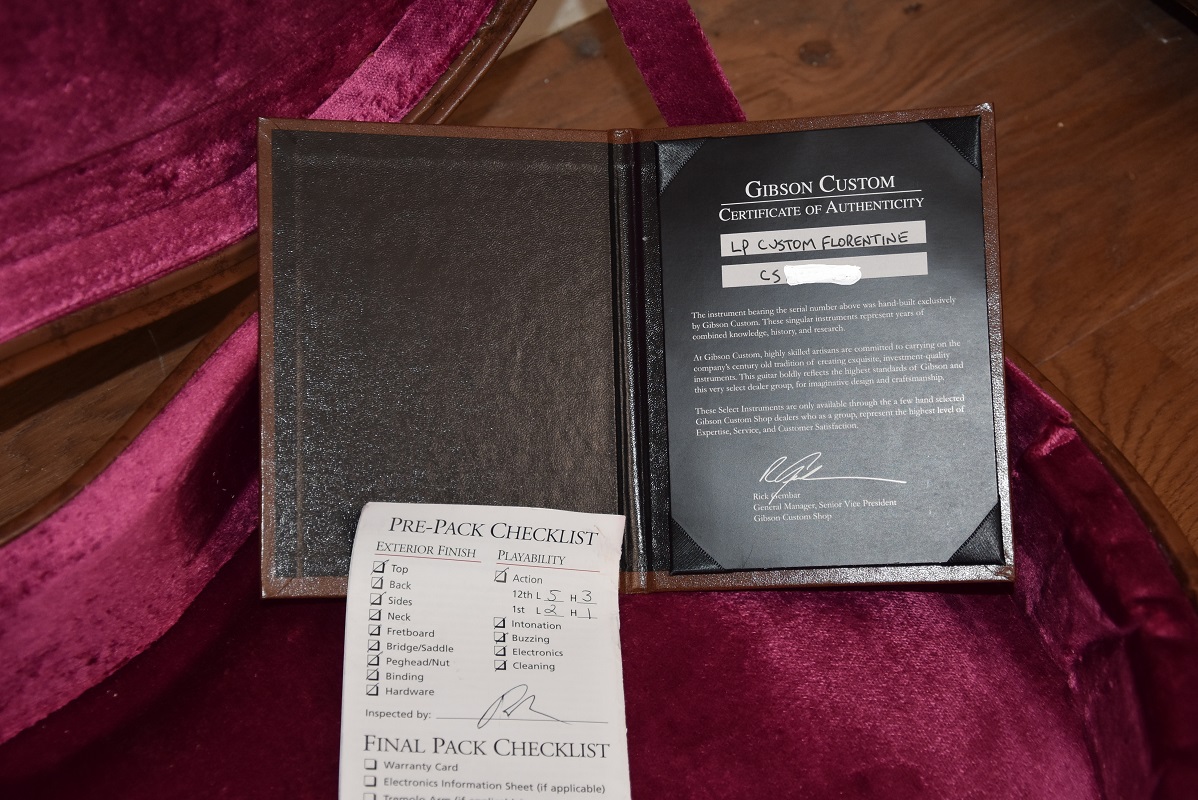 GIBSON CUSTOM
CERTIFICATE OF AUTHENTICITY
LP CUSTOM FLORENTINE
CS
The instrument bearing the serial number above was hand-built exclusively
by Gibson Custom. These singular instruments represent years of
combined knowledge, history, and research.
At Gibson Custom, highly skilled artisans are committed to carrying on the
company's century old tradition of creating exquisite, investment-quality
instruments. This guitar boldly reflects the highest standards of Gibson and
this very select dealer group, for imaginative design and craftsmanship.
These Select Instruments are only available through the a few hand selected
Gibson Custom Shop dealers who as a group, represent the highest level of
Expertise, Service, and Customer Satisfaction.
Rick Gembar
General Manager, Senior Vice President
Gibson Custom Shop
PRE-PACK CHECKLIST
EXTERIOR FINISH
Top
Back
Sides
Neck
Fretboard
Bridge/Saddle
Peghead/Nut
Binding
Hardware
PLAYABILITY
Action
12th L 5 H 3
1st L 2 H 1
Intonation
Buzzing
Electronics
Cleaning
Inspected by:
FINAL PACK CHECKLIST
Warranty Card
Electronics Information Sheet (if applicable)